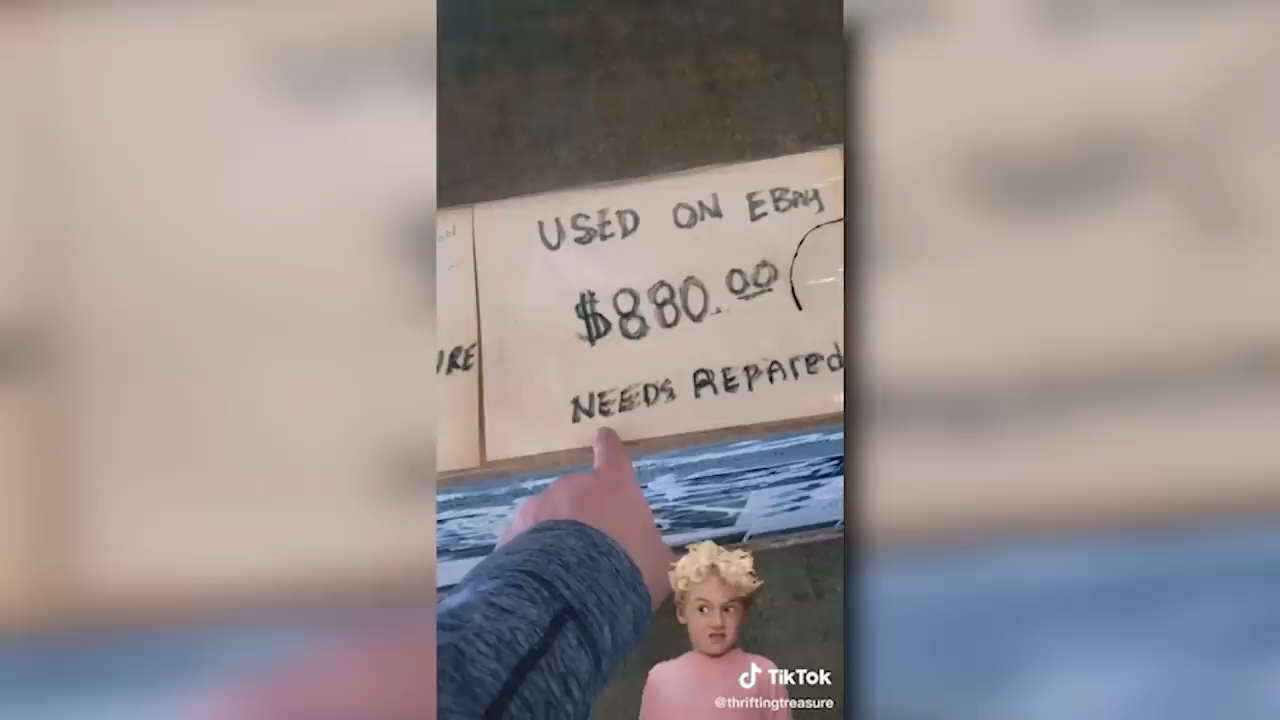 USED ON EBay
$880.00
NEEDS REPAired
TikTok
@thriftingtreasure